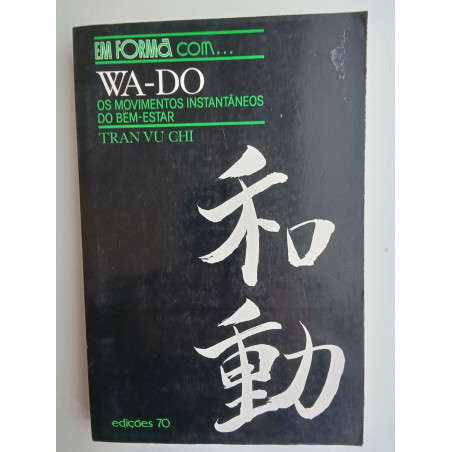 EM FORMA COM...
WA-DO
OS MOVIMENTOS INSTANTÂNEOS
DO BEM-ESTAR
TRAN VU CHI
和
動
edições 70